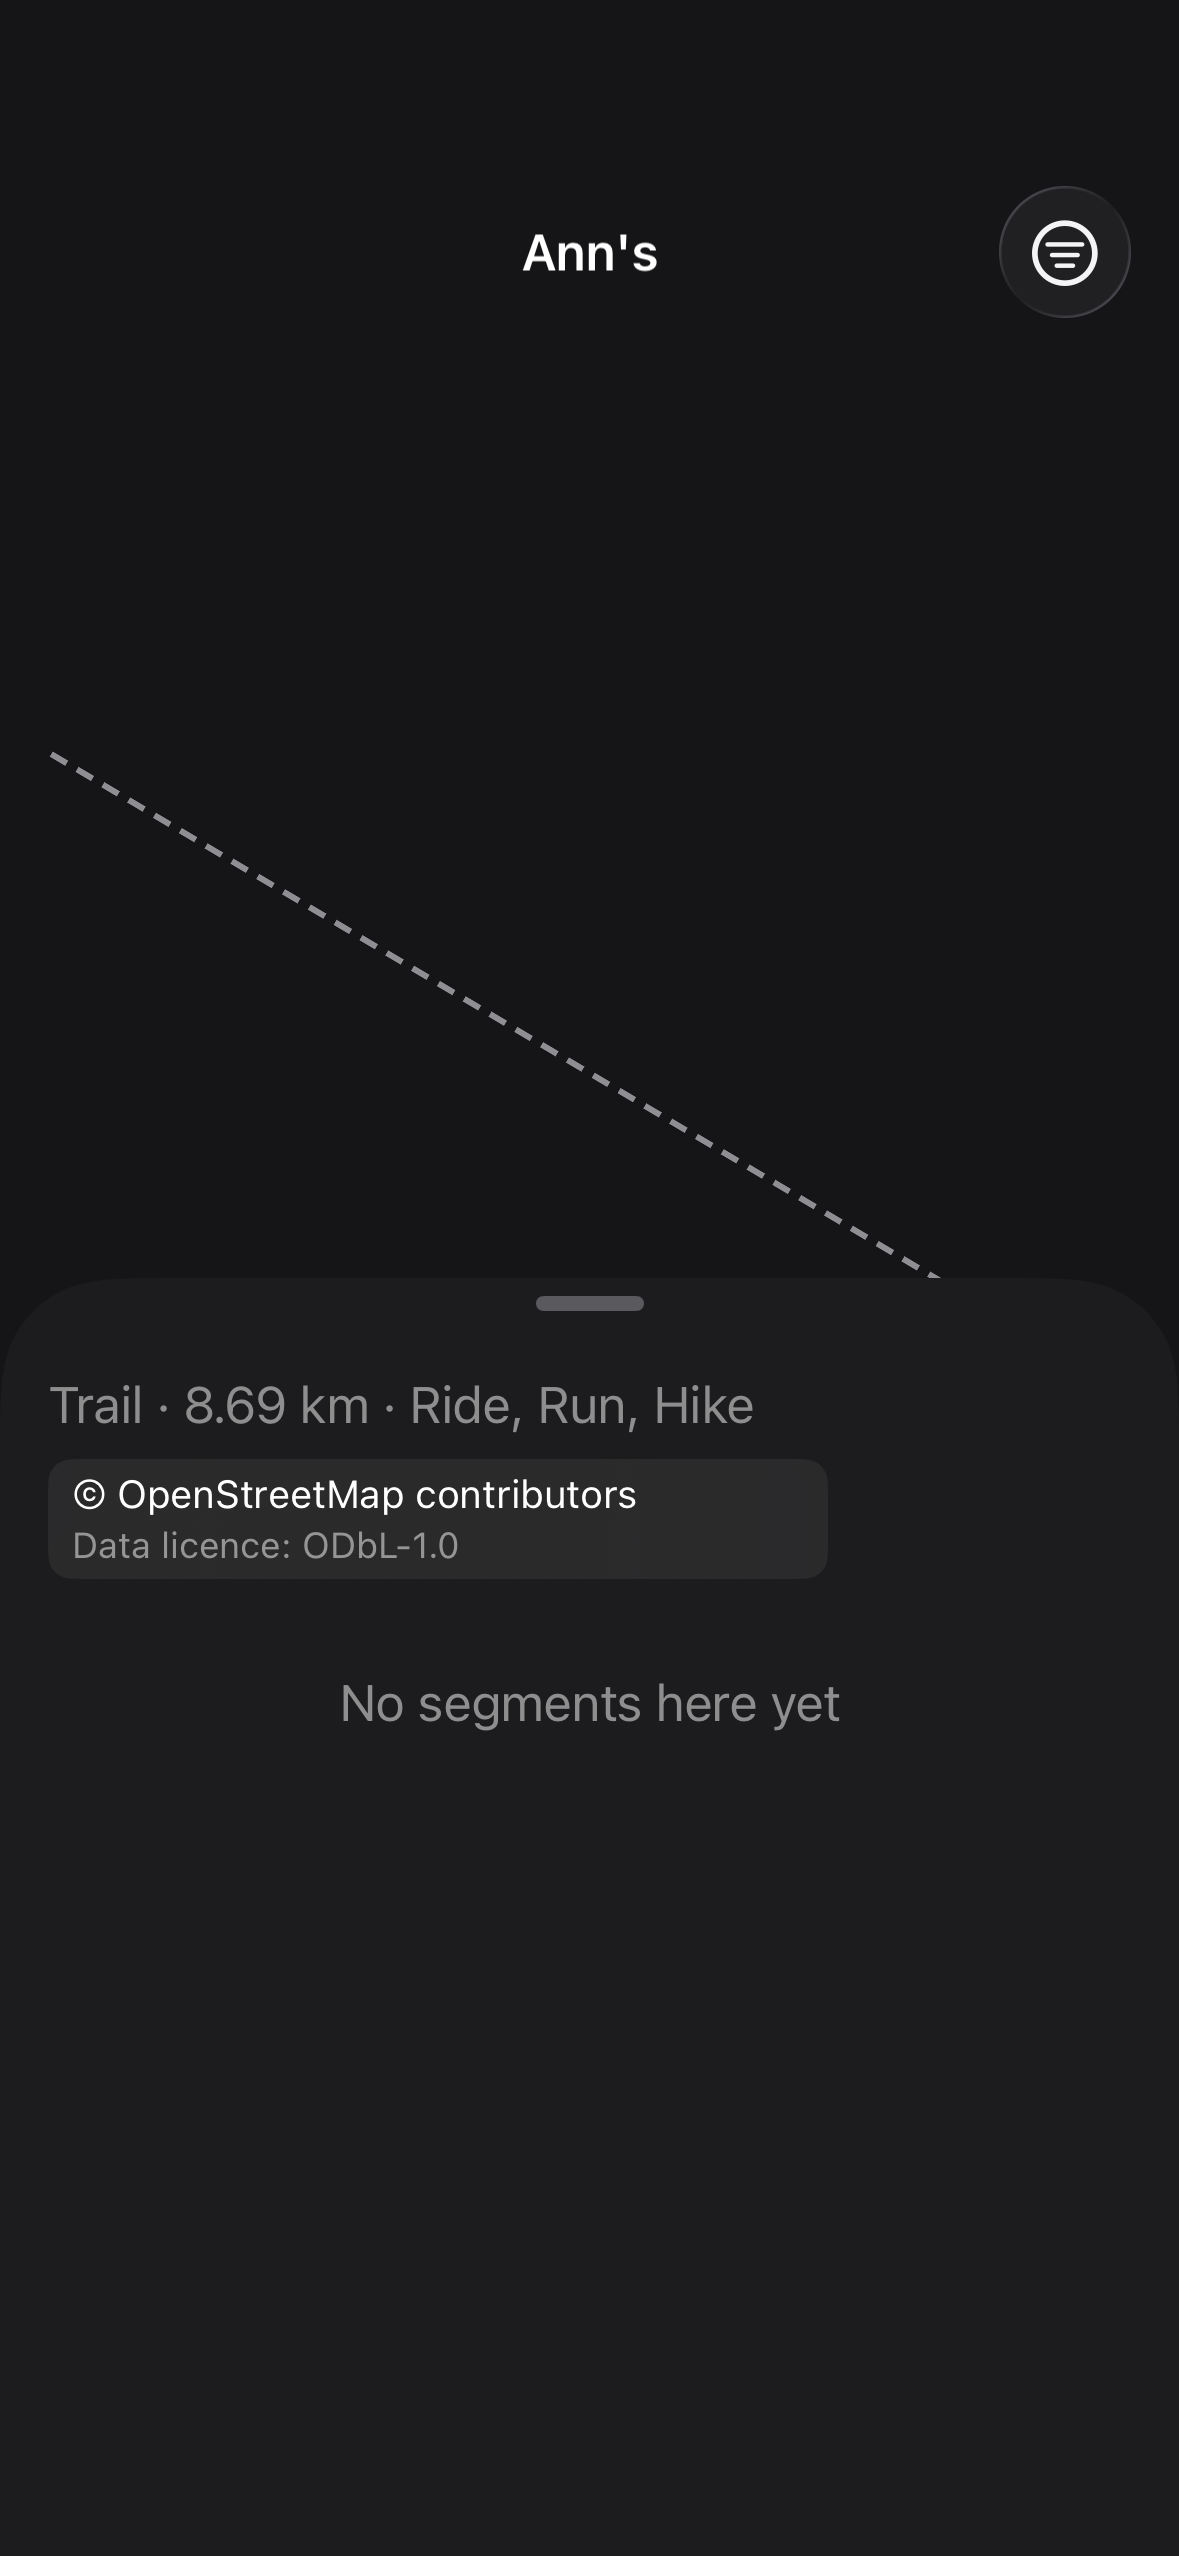 Ann's
Trail · 8.69 km · Ride, Run, Hike
© OpenStreetMap contributors
Data licence: ODbL-1.0
No segments here yet